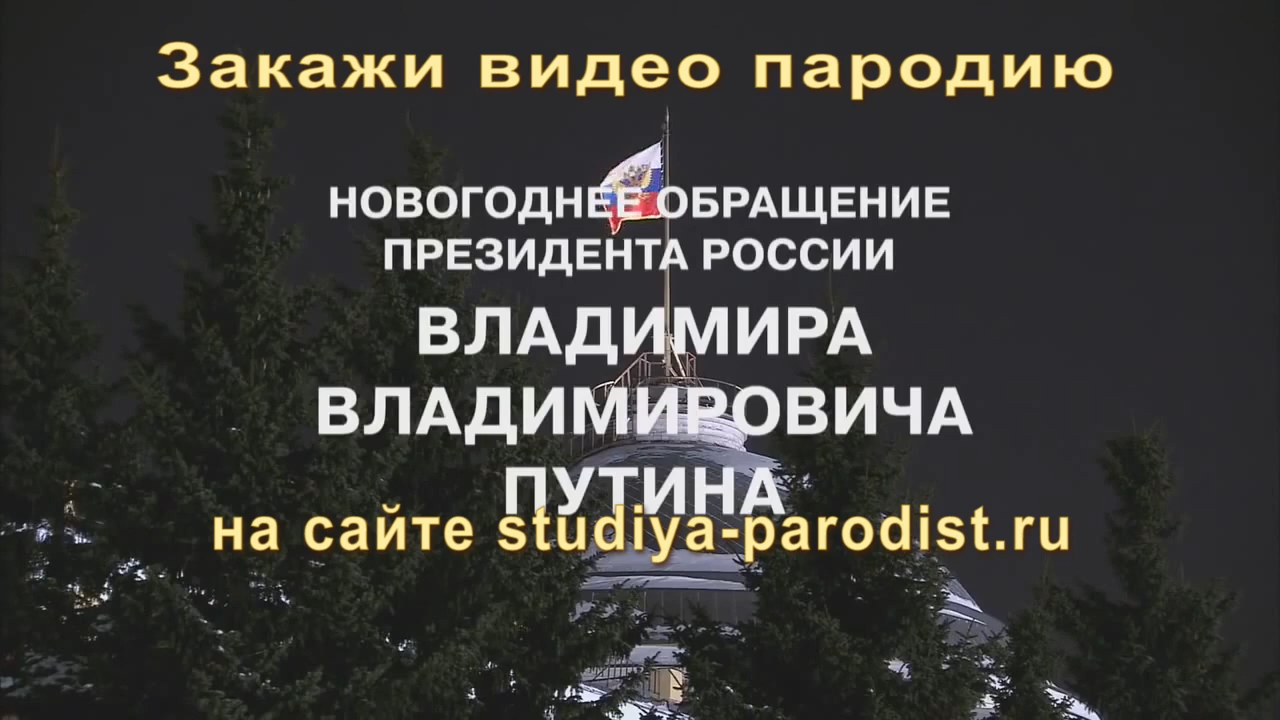 Закажи видео пародию
НОВОГОДНЕЕ ОБРАЩЕНИЕ
ПРЕЗИДЕНТА РОССИИ
ВЛАДИМИРА
ВЛАДИМИРОВИЧА
ПУТИНА
на сайте studiya-parodist.ru